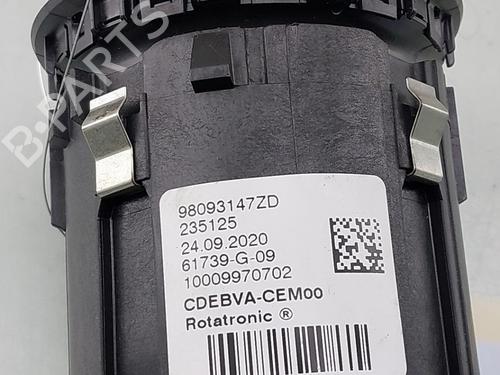 B-PARTS
98093147ZD
235125
24.09.2020
61739-G-09
10009970702
CDEBVA-CEM00
Rotatronic ®